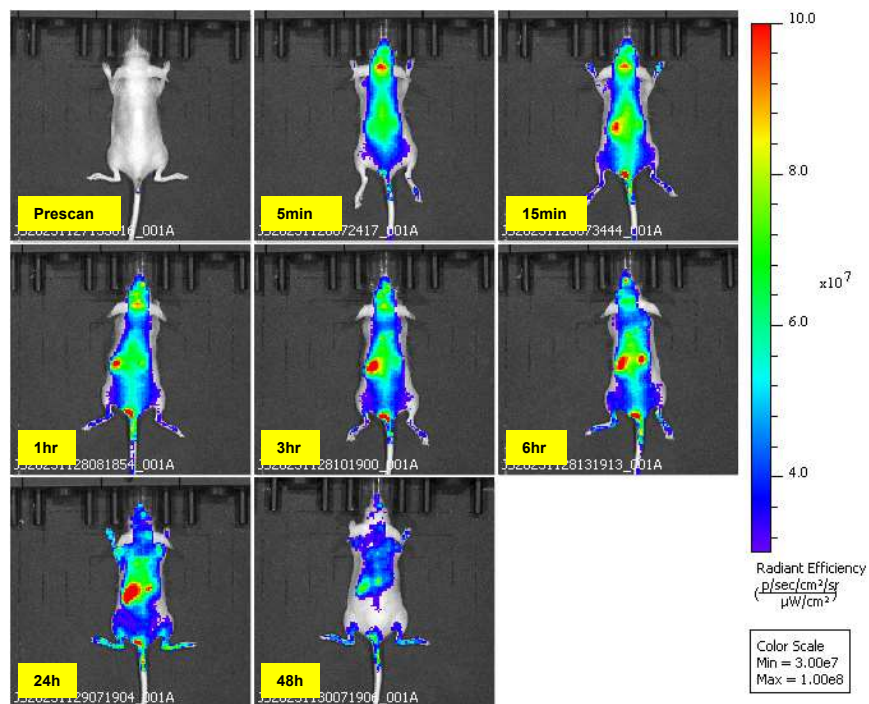 Prescan
5min
15min
1hr
3hr
6hr
24h
48h
10.0
8.0
x10⁷
6.0
4.0
Radiant Efficiency
(p/sec/cm²/sr
µW/cm²)
Color Scale
Min = 3.00e7
Max = 1.00e8